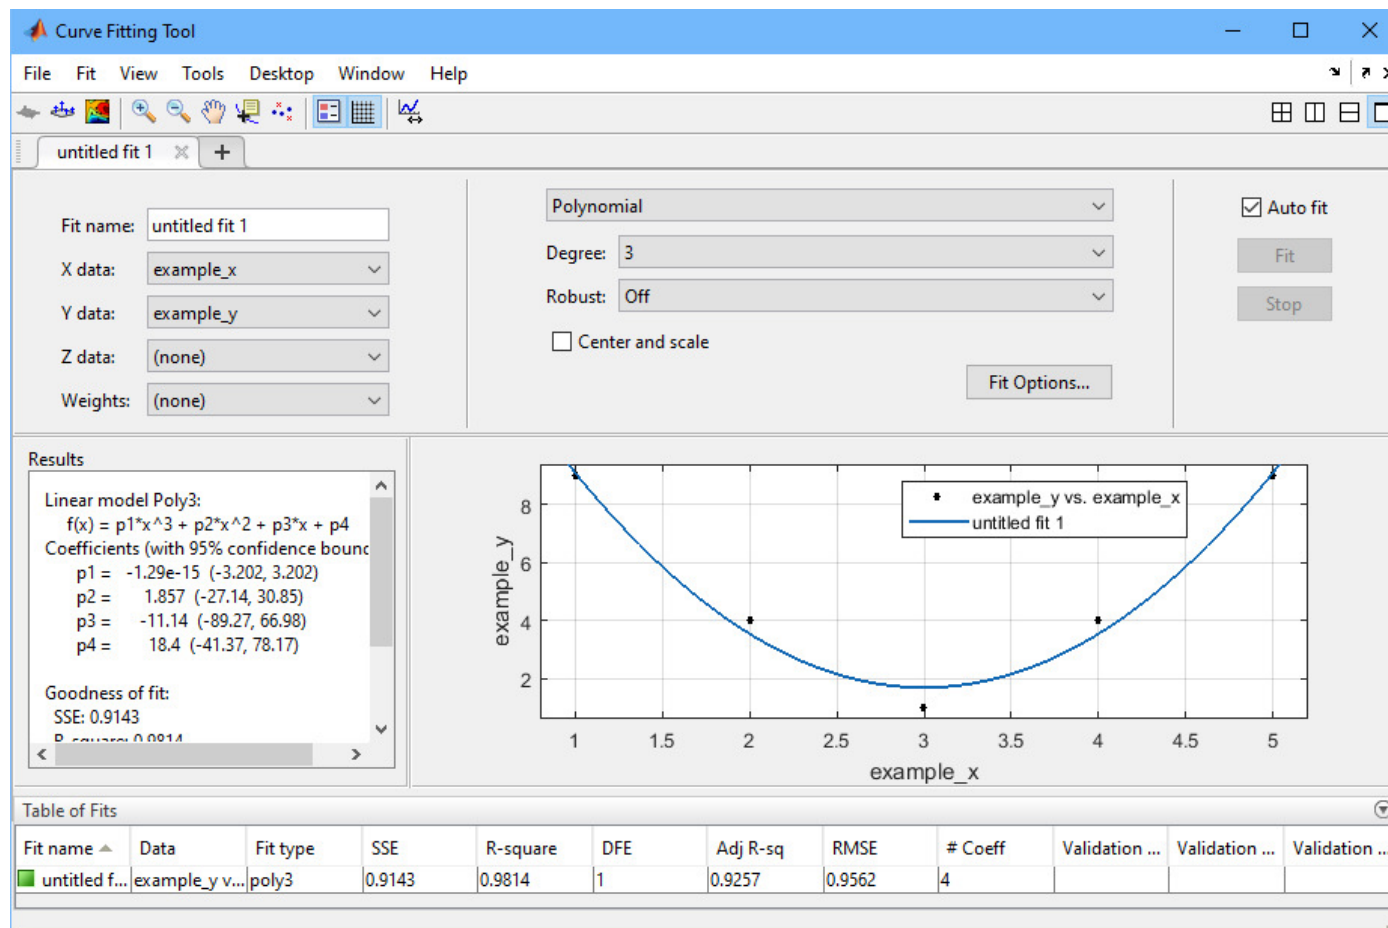 Curve Fitting Tool
File Fit View Tools Desktop Window Help
untitled fit 1
Fit name: untitled fit 1
X data: example_x
Y data: example_y
Z data: (none)
Weights: (none)
Polynomial
Degree: 3
Robust: Off
Center and scale
Fit Options...
Auto fit
Fit
Stop
Results
Linear model Poly3:
f(x) = p1*x^3 + p2*x^2 + p3*x + p4
Coefficients (with 95% confidence bounc
p1 = -1.29e-15 (-3.202, 3.202)
p2 = 1.857 (-27.14, 30.85)
p3 = -11.14 (-89.27, 66.98)
p4 = 18.4 (-41.37, 78.17)
Goodness of fit:
SSE: 0.9143
R-square: 0.9814
example_y
8
6
4
2
example_y vs. example_x
untitled fit 1
1 1.5 2 2.5 3 3.5 4 4.5 5
example_x
Table of Fits
Fit name Data Fit type SSE R-square DFE Adj R-sq RMSE # Coeff Validation ... Validation ... Validation ...
untitled f... example_y v... poly3 0.9143 0.9814 1 0.9257 0.9562 4